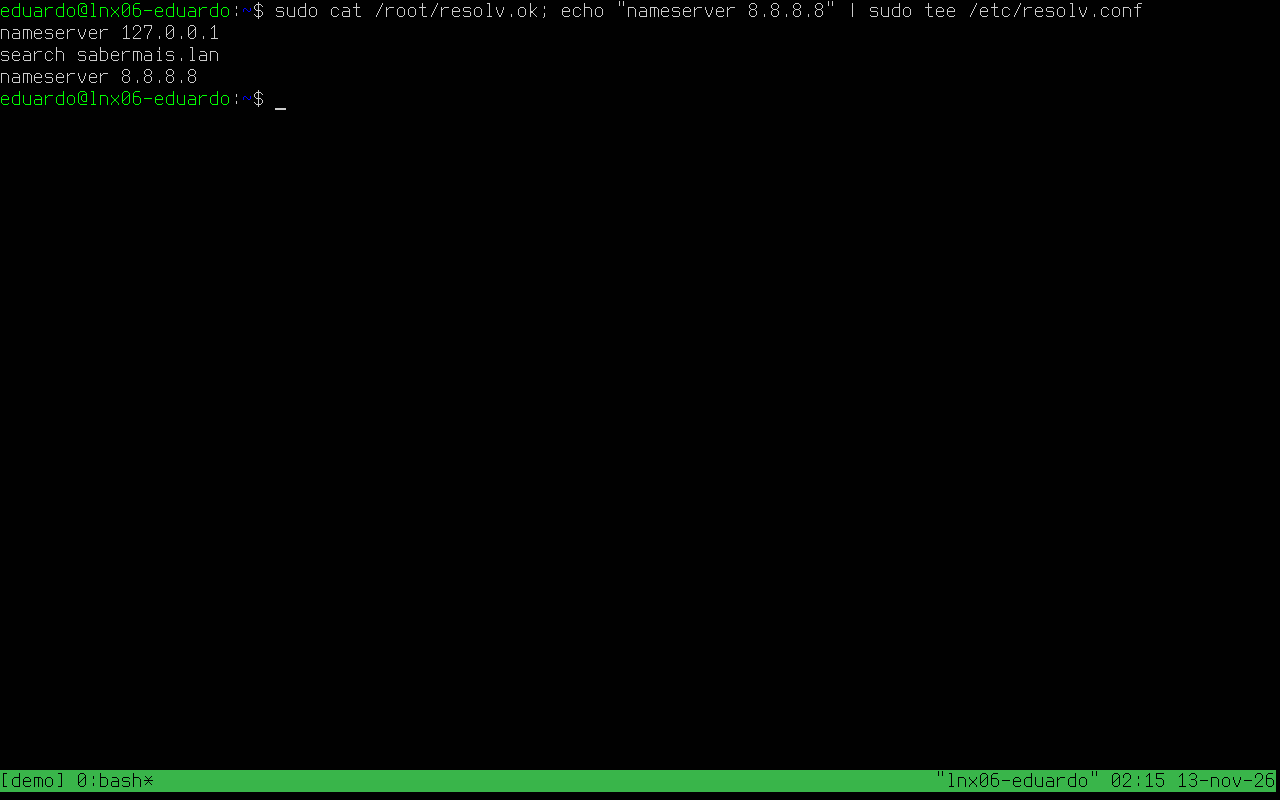 eduardo@lnx06-eduardo:~$ sudo cat /root/resolv.ok; echo "nameserver 8.8.8.8" | sudo tee /etc/resolv.conf
nameserver 127.0.0.1
search sabermais.lan
nameserver 8.8.8.8
eduardo@lnx06-eduardo:~$ _
[demo] 0:bash* "lnx06-eduardo" 02:15 13-nov-26